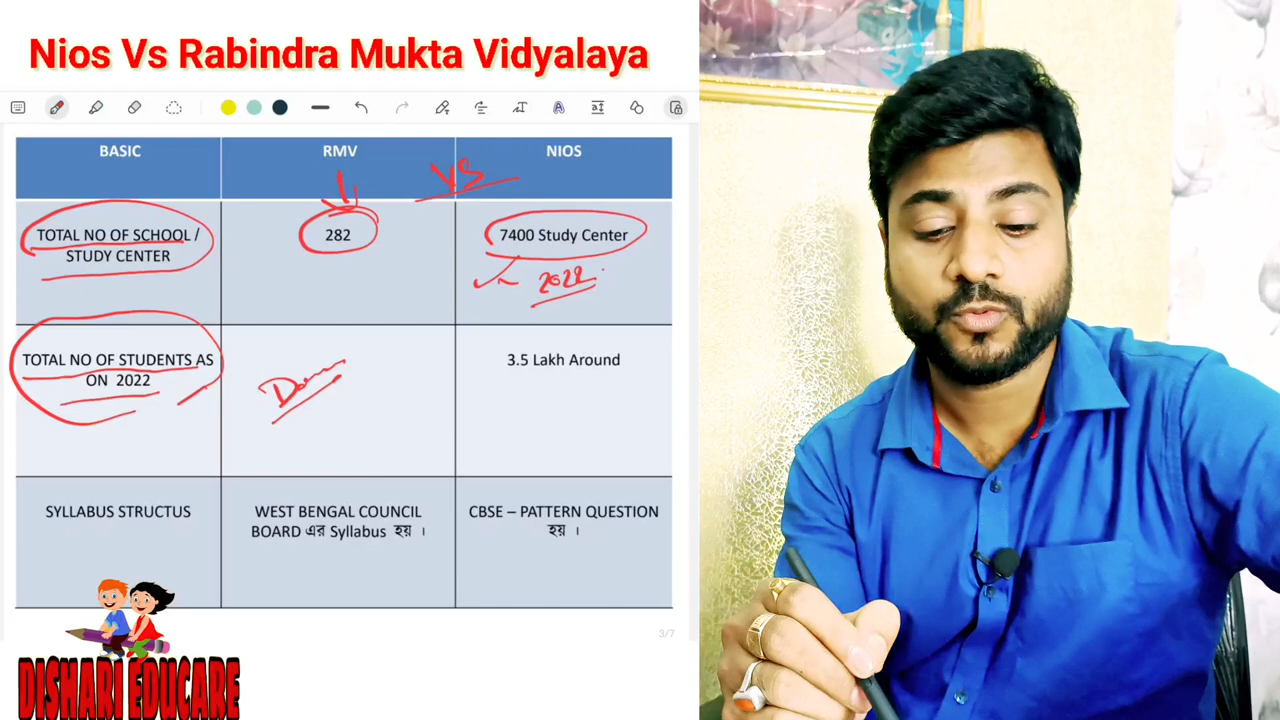 Nios Vs Rabindra Mukta Vidyalaya
BASIC
RMV
NIOS
VS
TOTAL NO OF SCHOOL /
STUDY CENTER
282
7400 Study Center
2022
TOTAL NO OF STUDENTS AS
ON 2022
3.5 Lakh Around
SYLLABUS STRUCTUS
WEST BENGAL COUNCIL
BOARD এর Syllabus হয় ।
CBSE – PATTERN QUESTION
হয় ।
3/7
DISHARI EDUCARE